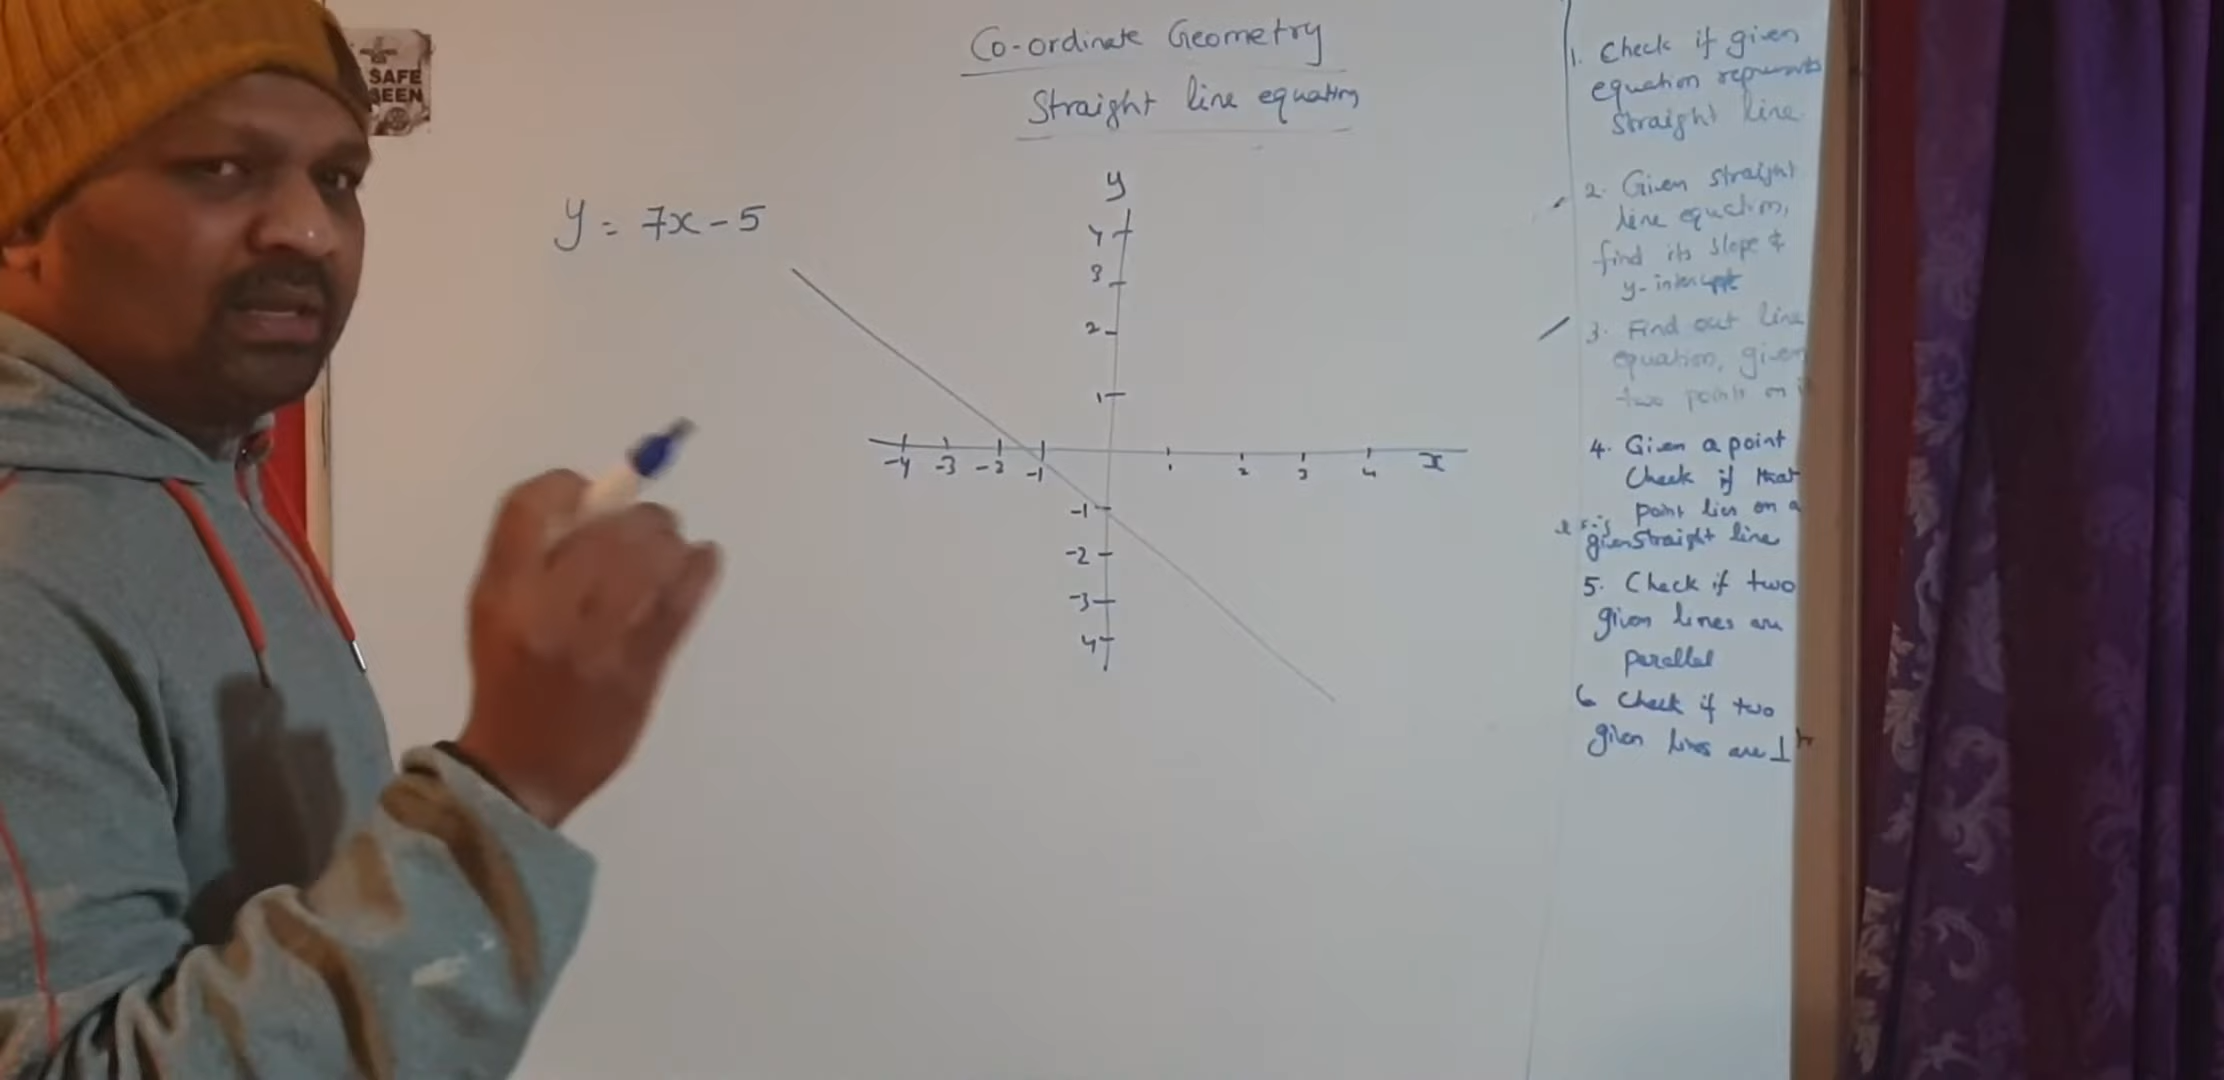 SAFE
SEEN
Co-ordinate Geometry
Straight line equation
y = 7x - 5
y
4
3
2
1
-4 -3 -2 -1 1 2 3 4 x
-1
-2
-3
4
1. Check if given
equation represents
straight line.
2. Given straight
line equation,
find its slope &
y-intercept
3. Find out line
equation, given
two points on
4. Given a point
Check if that
point lies on a
given straight line
5. Check if two
given lines are
parallel
6 Check if two
given lines are ⊥r